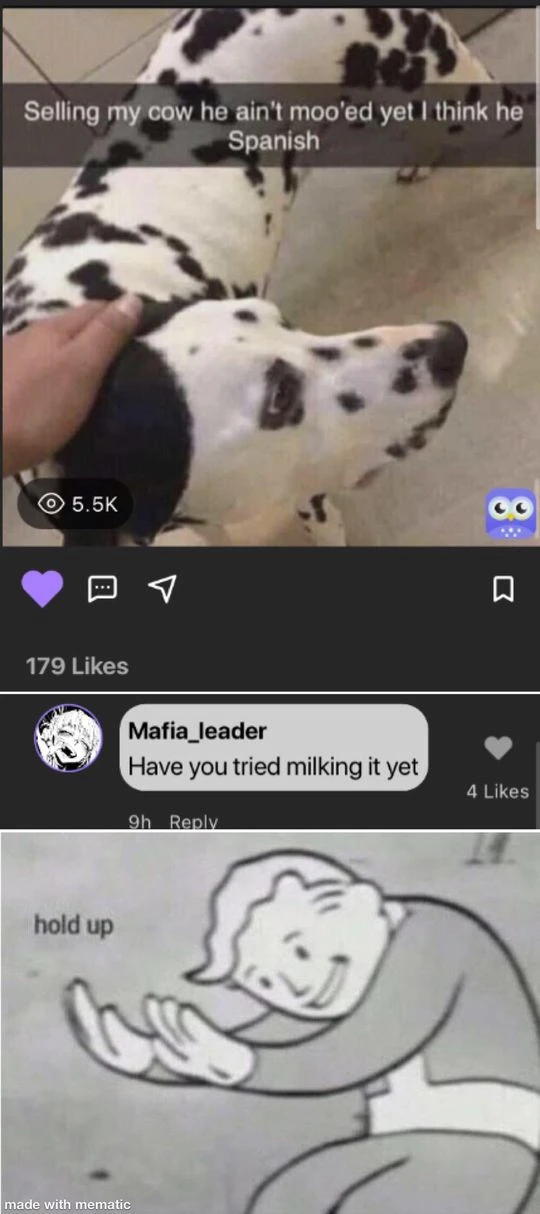 Selling my cow he ain't moo'ed yet I think he
Spanish
5.5K
179 Likes
Mafia_leader
Have you tried milking it yet
4 Likes
9h Reply
hold up
made with mematic